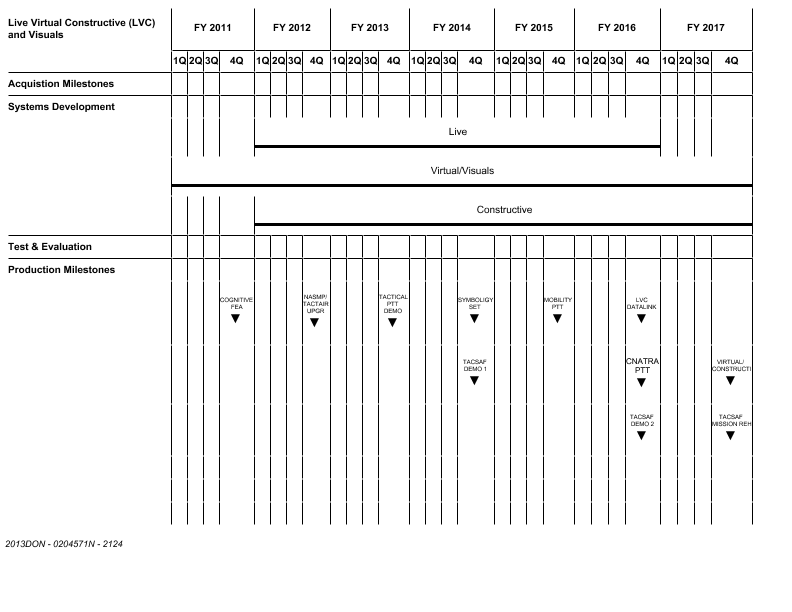 Live Virtual Constructive (LVC)
and Visuals
FY 2011 FY 2012 FY 2013 FY 2014 FY 2015 FY 2016 FY 2017
1Q 2Q 3Q 4Q 1Q 2Q 3Q 4Q 1Q 2Q 3Q 4Q 1Q 2Q 3Q 4Q 1Q 2Q 3Q 4Q 1Q 2Q 3Q 4Q 1Q 2Q 3Q 4Q
Acquistion Milestones
Systems Development
Live
Virtual/Visuals
Constructive
Test & Evaluation
Production Milestones
COGNITIVE
FEA
NASMP/
TACTAIR
UPGR
TACTICAL
PTT
DEMO
SYMBOLIGY
SET
MOBILITY
PTT
LVC
DATALINK
TACSAF
DEMO 1
CNATRA
PTT
VIRTUAL/
CONSTRUCTI
TACSAF
DEMO 2
TACSAF
MISSION REH
2013DON - 0204571N - 2124